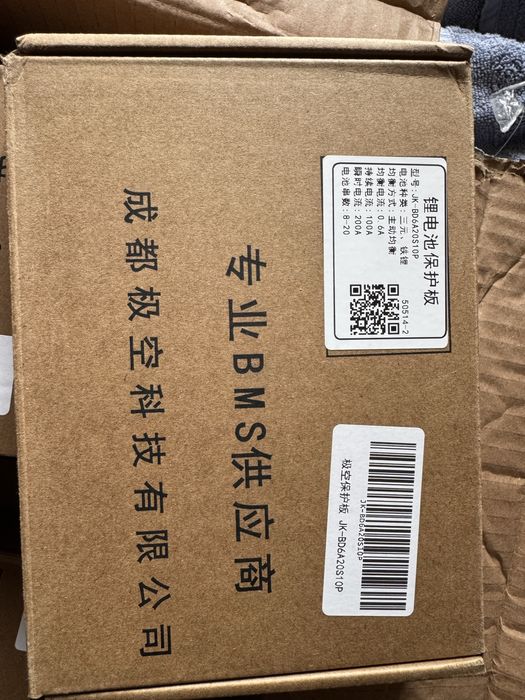 锂电池保护板
50514-2
型号:JK-BD6A20S10P
电池种类:三元、铁锂
均衡方式:主动均衡
均衡电流:0.6A
持续电流:100A
瞬时电流:200A
电池串数:8-20
JK-BD6A20S10P
极空保护板 JK-BD6A20S10P
专业BMS供应商
成都极空科技有限公司